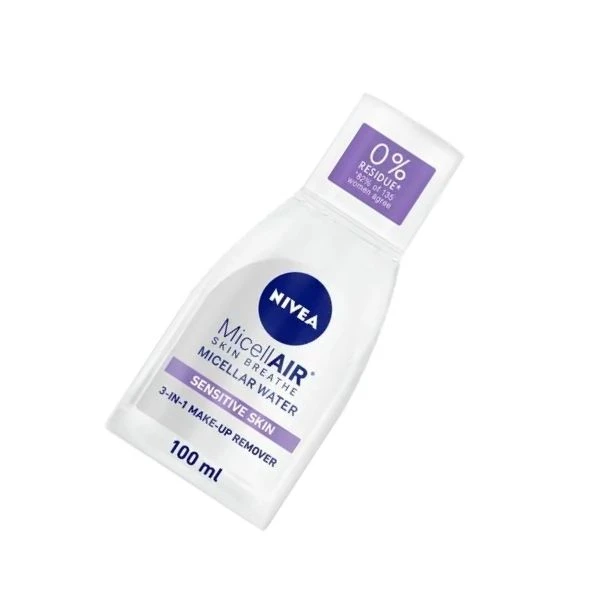 0%
RESIDUE*
*82% of 135
women agree
NIVEA
MicellAIR®
SKIN BREATHE
MICELLAR WATER
SENSITIVE SKIN
3-IN-1 MAKE-UP REMOVER
100 ml